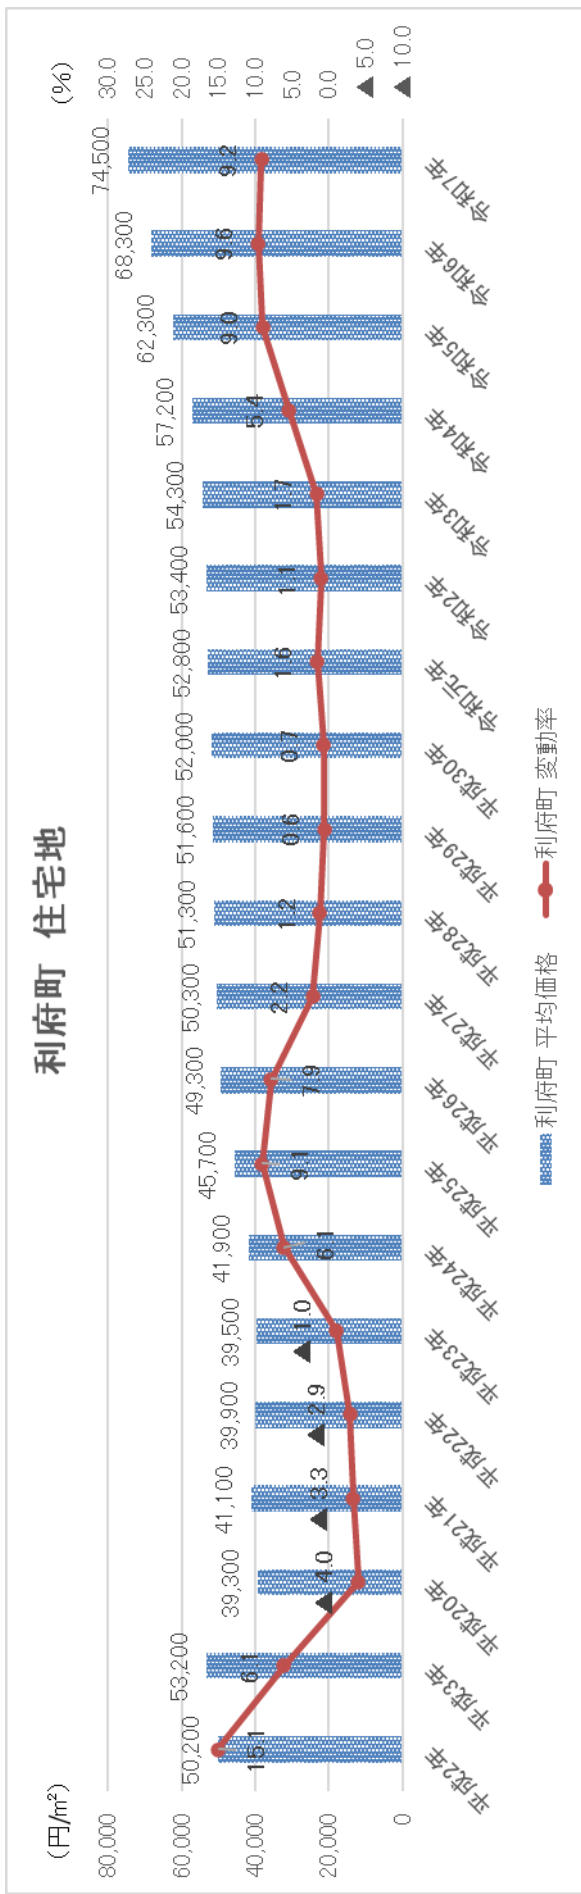 利府町 住宅地
(円/㎡)
(%)
80,000
60,000
40,000
20,000
0
30.0
25.0
20.0
15.0
10.0
5.0
0.0
▲ 5.0
▲ 10.0
50,200
53,200
39,300
41,100
39,900
39,500
41,900
45,700
49,300
50,300
51,300
51,600
52,000
52,800
53,400
54,300
57,200
62,300
68,300
74,500
15.1
6.1
▲ 4.0
▲ 3.3
▲ 2.9
▲ 1.0
6.1
9.1
7.9
2.2
1.2
0.6
0.7
1.6
1.1
1.7
5.4
9.0
9.6
9.2
平成2年
平成3年
平成20年
平成21年
平成22年
平成23年
平成24年
平成25年
平成26年
平成27年
平成28年
平成29年
平成30年
令和元年
令和2年
令和3年
令和4年
令和5年
令和6年
令和7年
利府町 平均価格
利府町 変動率